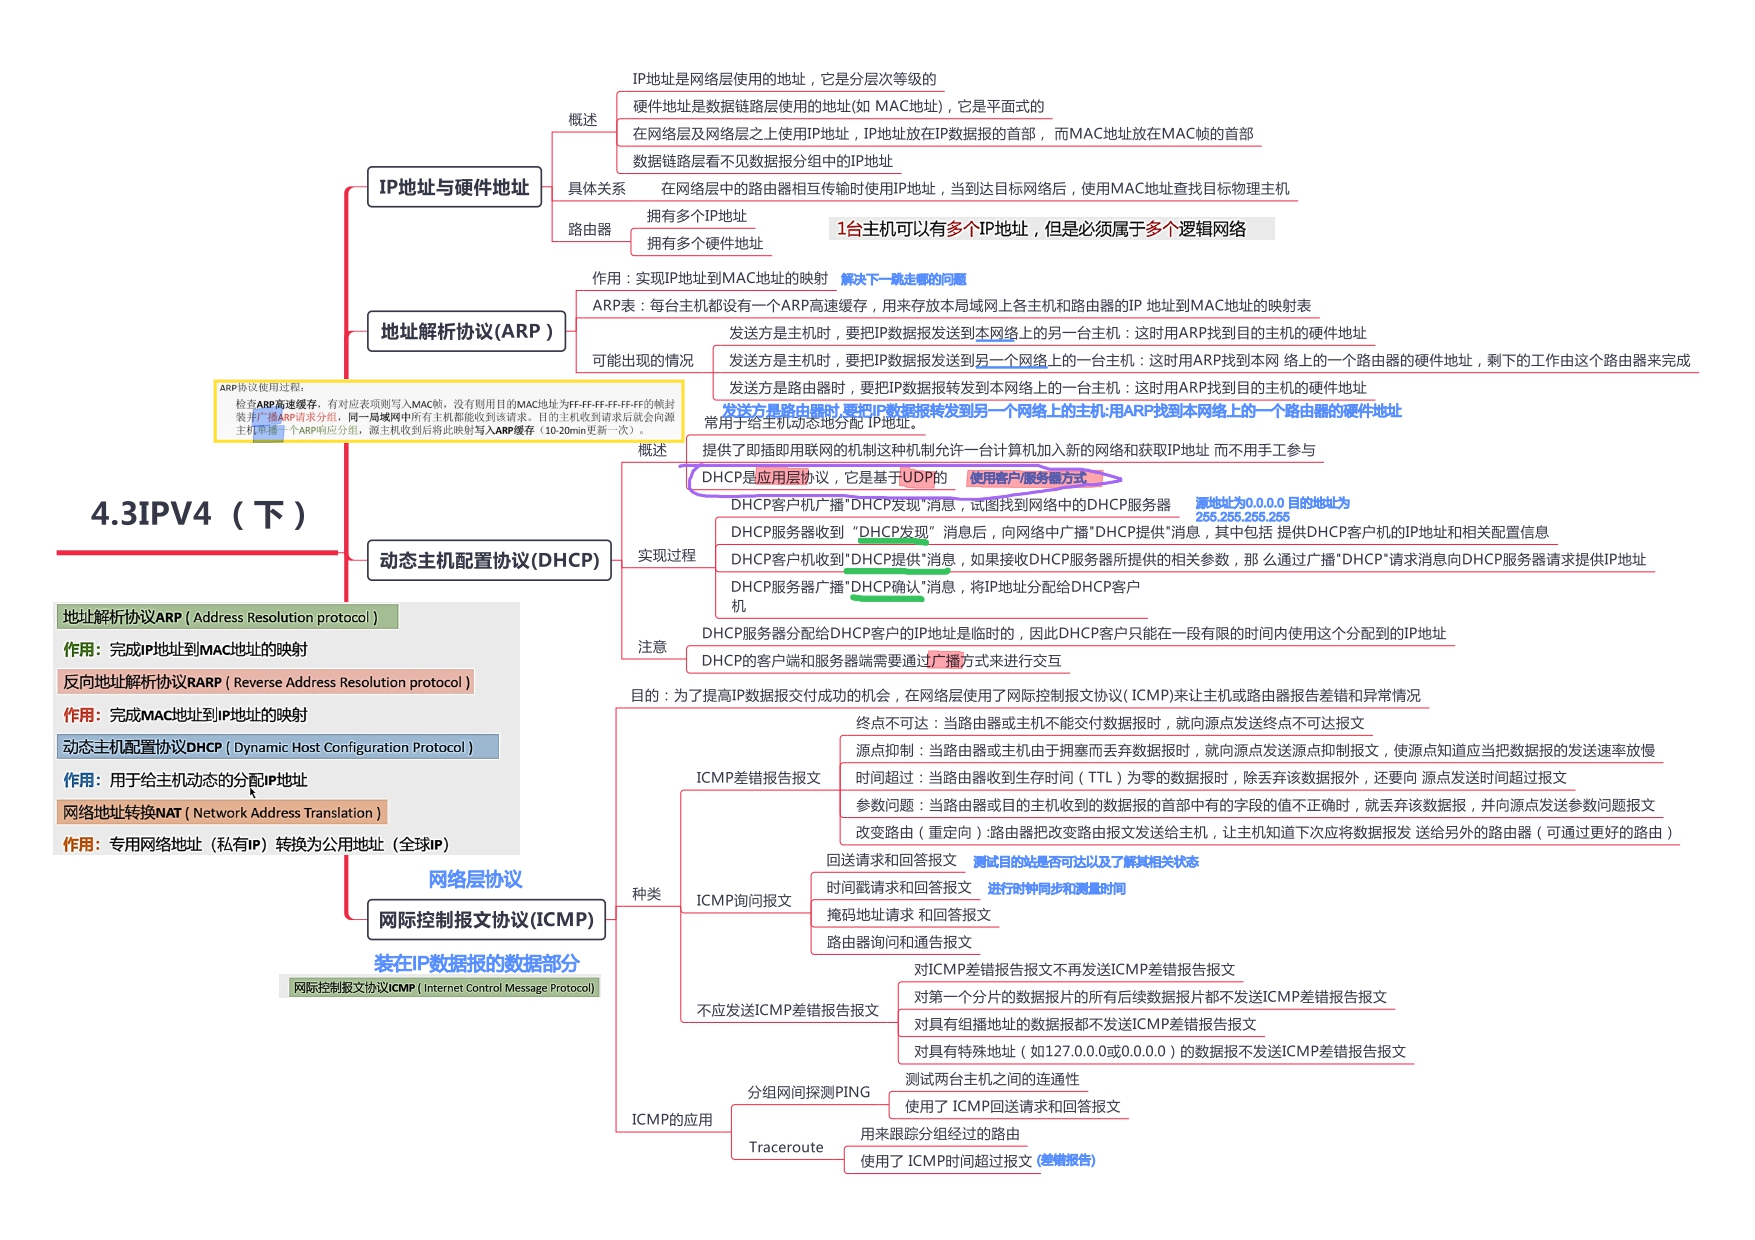 4.3IPV4（下）
IP地址与硬件地址
概述
IP地址是网络层使用的地址，它是分层次等级的
硬件地址是数据链路层使用的地址(如 MAC地址)，它是平面式的
在网络层及网络层之上使用IP地址，IP地址放在IP数据报的首部， 而MAC地址放在MAC帧的首部
数据链路层看不见数据报分组中的IP地址
具体关系
在网络层中的路由器相互传输时使用IP地址，当到达目标网络后，使用MAC地址查找目标物理主机
路由器
拥有多个IP地址
拥有多个硬件地址
1台主机可以有多个IP地址，但是必须属于多个逻辑网络
地址解析协议(ARP )
作用：实现IP地址到MAC地址的映射
解决下一跳走哪的问题
ARP表：每台主机都设有一个ARP高速缓存，用来存放本局域网上各主机和路由器的IP 地址到MAC地址的映射表
可能出现的情况
发送方是主机时，要把IP数据报发送到本网络上的另一台主机：这时用ARP找到目的主机的硬件地址
发送方是主机时，要把IP数据报发送到另一个网络上的一台主机：这时用ARP找到本网 络上的一个路由器的硬件地址，剩下的工作由这个路由器来完成
发送方是路由器时，要把IP数据报转发到本网络上的一台主机：这时用ARP找到目的主机的硬件地址
发送方是路由器时,要把IP数据报转发到另一个网络上的主机:用ARP找到本网络上的一个路由器的硬件地址
ARP协议使用过程：
检查ARP高速缓存，有对应表项则写入MAC帧，没有则用目的MAC地址为FF-FF-FF-FF-FF-FF的帧封
装并广播ARP请求分组，同一局域网中所有主机都能收到该请求。目的主机收到请求后就会向源
主机单播一个ARP响应分组，源主机收到后将此映射写入ARP缓存（10-20min更新一次）。
动态主机配置协议(DHCP)
概述
常用于给主机动态地分配 IP地址。
提供了即插即用联网的机制这种机制允许一台计算机加入新的网络和获取IP地址 而不用手工参与
DHCP是应用层协议，它是基于UDP的
使用客户/服务器方式
实现过程
DHCP客户机广播"DHCP发现"消息，试图找到网络中的DHCP服务器
源地址为0.0.0.0 目的地址为
255.255.255.255
DHCP服务器收到 “DHCP发现”消息后，向网络中广播"DHCP提供"消息，其中包括 提供DHCP客户机的IP地址和相关配置信息
DHCP客户机收到"DHCP提供"消息，如果接收DHCP服务器所提供的相关参数，那 么通过广播"DHCP"请求消息向DHCP服务器请求提供IP地址
DHCP服务器广播"DHCP确认"消息，将IP地址分配给DHCP客户
机
注意
DHCP服务器分配给DHCP客户的IP地址是临时的，因此DHCP客户只能在一段有限的时间内使用这个分配到的IP地址
DHCP的客户端和服务器端需要通过广播方式来进行交互
地址解析协议ARP ( Address Resolution protocol )
作用：完成IP地址到MAC地址的映射
反向地址解析协议RARP ( Reverse Address Resolution protocol )
作用：完成MAC地址到IP地址的映射
动态主机配置协议DHCP ( Dynamic Host Configuration Protocol )
作用：用于给主机动态的分配IP地址
网络地址转换NAT ( Network Address Translation )
作用：专用网络地址（私有IP）转换为公用地址（全球IP）
网络层协议
网际控制报文协议(ICMP)
装在IP数据报的数据部分
网际控制报文协议ICMP ( Internet Control Message Protocol)
目的：为了提高IP数据报交付成功的机会，在网络层使用了网际控制报文协议( ICMP)来让主机或路由器报告差错和异常情况
种类
ICMP差错报告报文
终点不可达：当路由器或主机不能交付数据报时，就向源点发送终点不可达报文
源点抑制：当路由器或主机由于拥塞而丢弃数据报时，就向源点发送源点抑制报文，使源点知道应当把数据报的发送速率放慢
时间超过：当路由器收到生存时间（TTL）为零的数据报时，除丢弃该数据报外，还要向 源点发送时间超过报文
参数问题：当路由器或目的主机收到的数据报的首部中有的字段的值不正确时，就丢弃该数据报，并向源点发送参数问题报文
改变路由（重定向）:路由器把改变路由报文发送给主机，让主机知道下次应将数据报发 送给另外的路由器（可通过更好的路由）
ICMP询问报文
回送请求和回答报文
测试目的站是否可达以及了解其相关状态
时间戳请求和回答报文
进行时钟同步和测量时间
掩码地址请求 和回答报文
路由器询问和通告报文
不应发送ICMP差错报告报文
对ICMP差错报告报文不再发送ICMP差错报告报文
对第一个分片的数据报片的所有后续数据报片都不发送ICMP差错报告报文
对具有组播地址的数据报都不发送ICMP差错报告报文
对具有特殊地址（如127.0.0.0或0.0.0.0）的数据报不发送ICMP差错报告报文
ICMP的应用
分组网间探测PING
测试两台主机之间的连通性
使用了 ICMP回送请求和回答报文
Traceroute
用来跟踪分组经过的路由
使用了 ICMP时间超过报文
(差错报告)